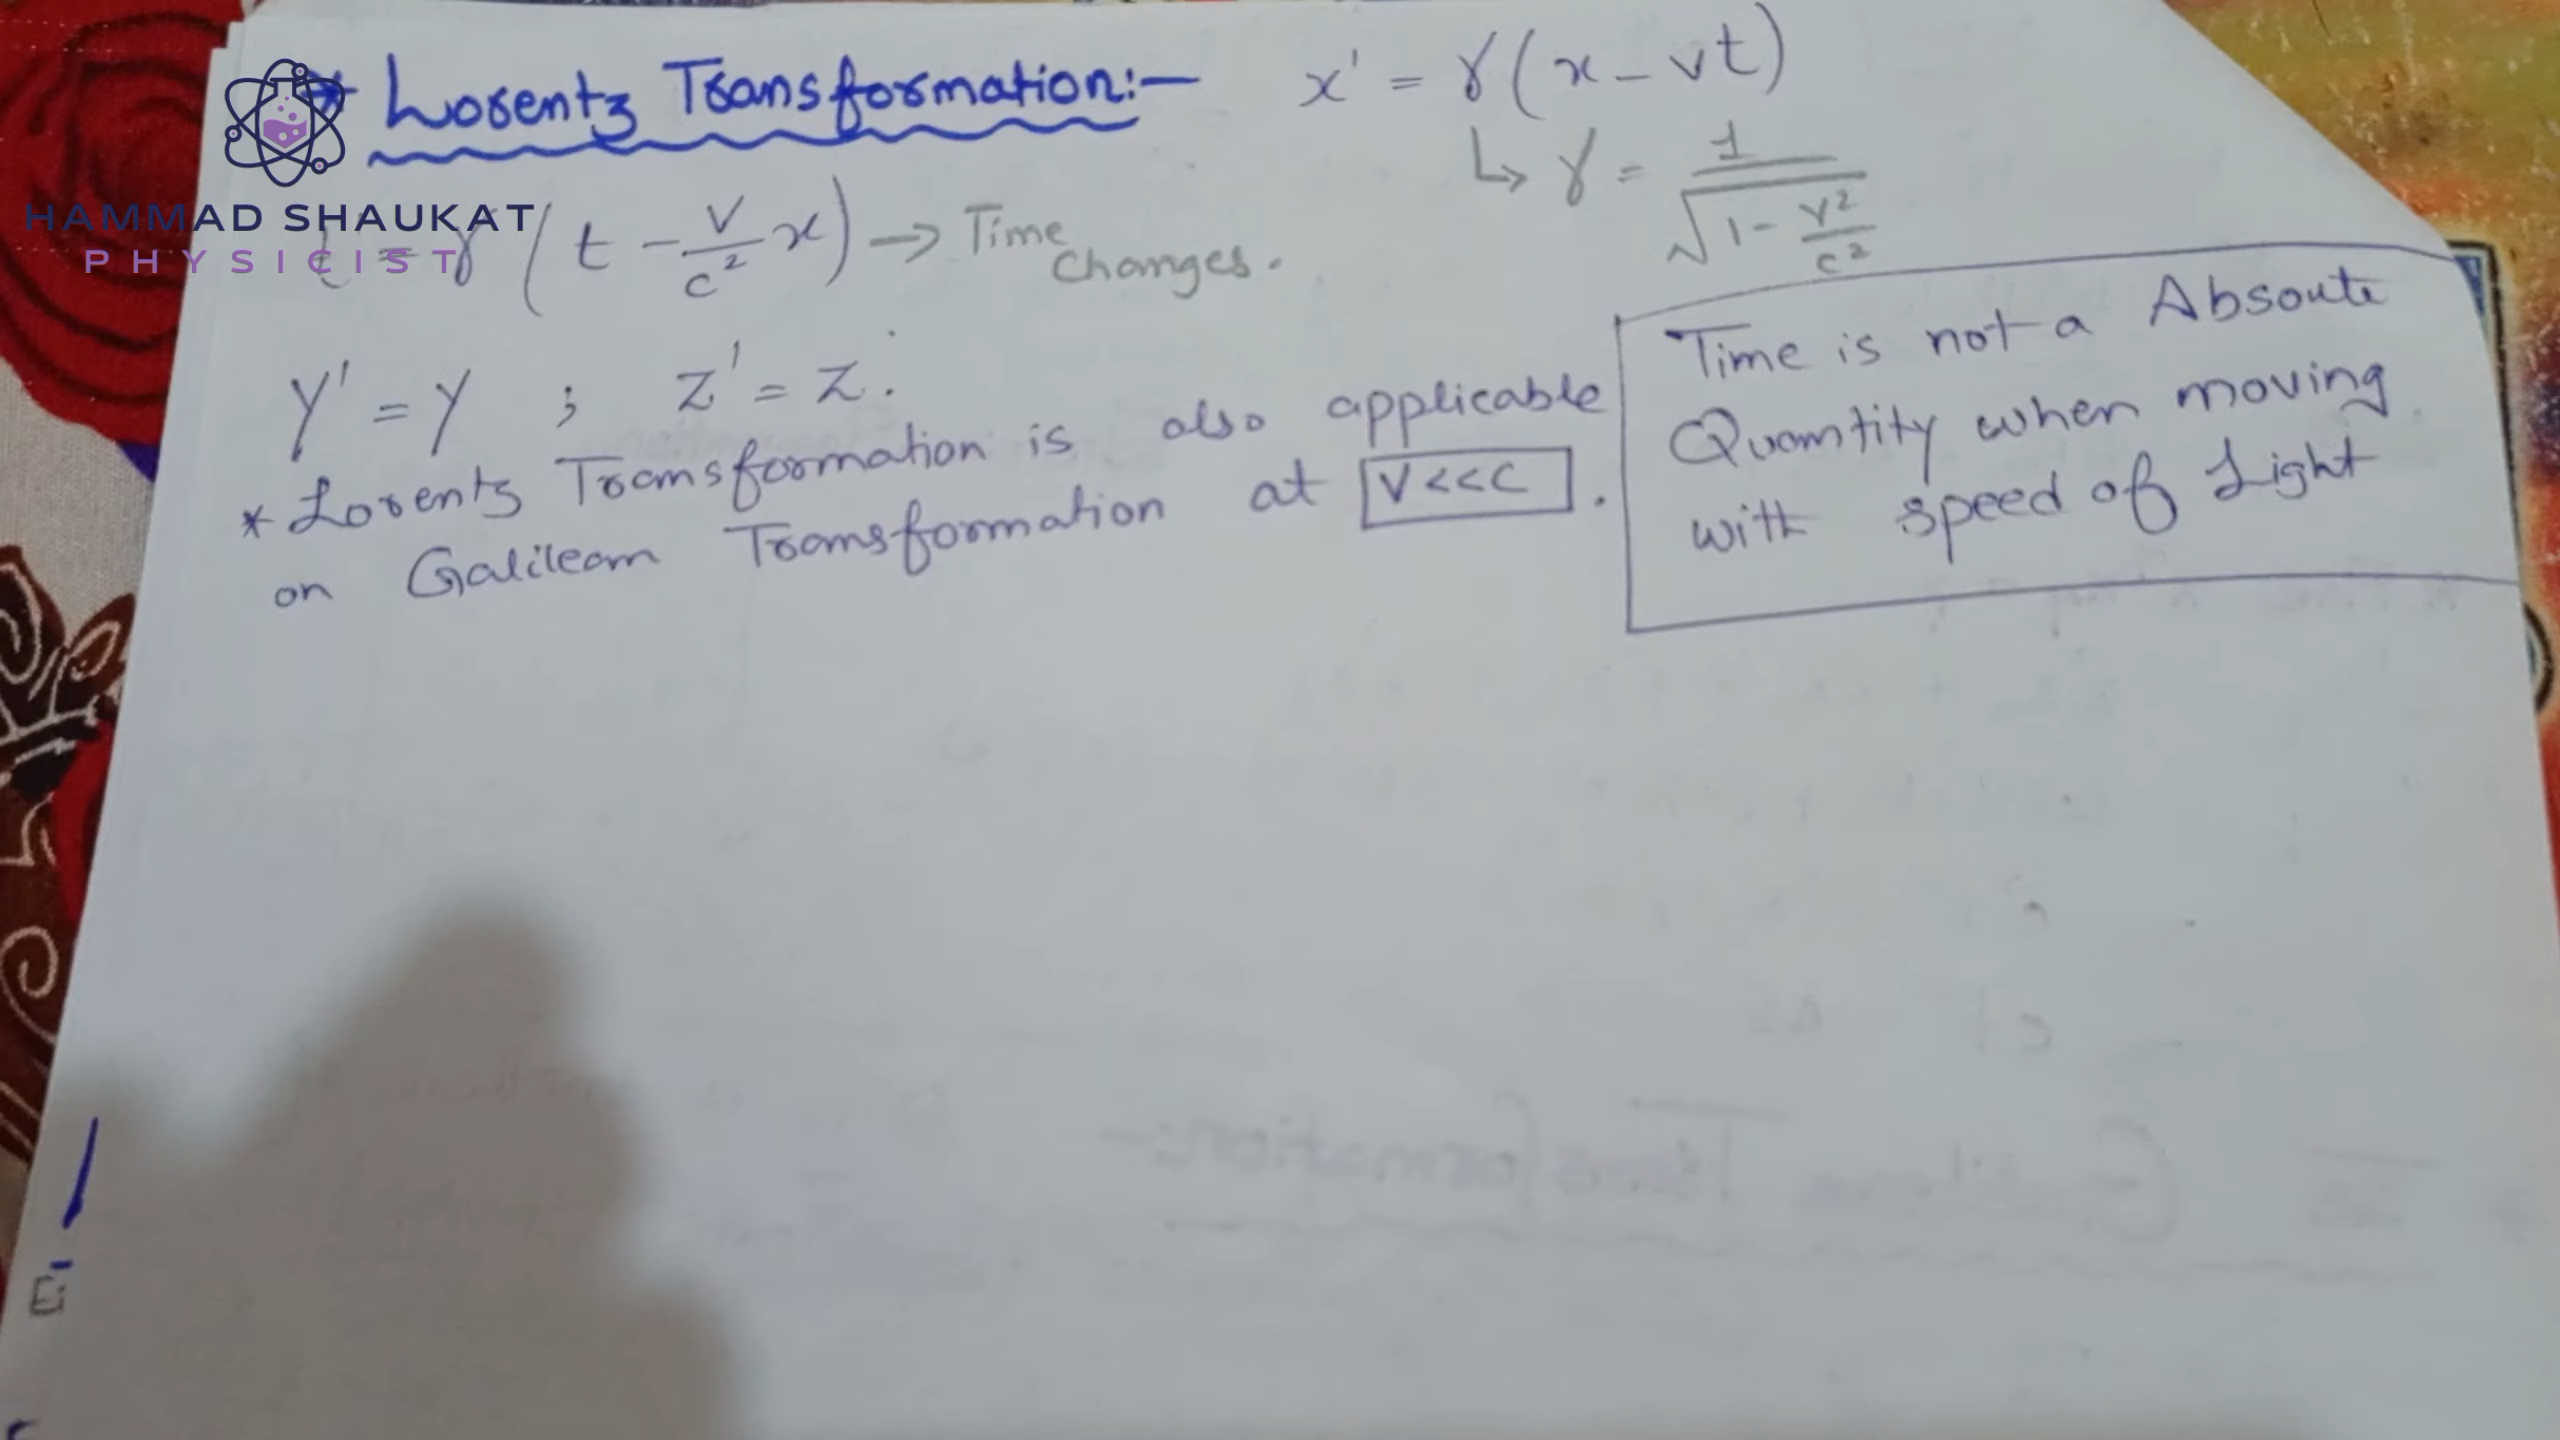 * Lorentz Transformation:-
x' = γ(x - vt)
↳ γ = 1/√(1 - v²/c²)
HAMMAD SHAUKAT
PHYSICIST
t' = γ(t - v/c² x) → Time Changes.
Y' = Y ; Z' = Z.
* Lorentz Transformation is also applicable
on Galilean Transformation at V<<C .
Time is not a Absoute
Quantity when moving
with speed of Light